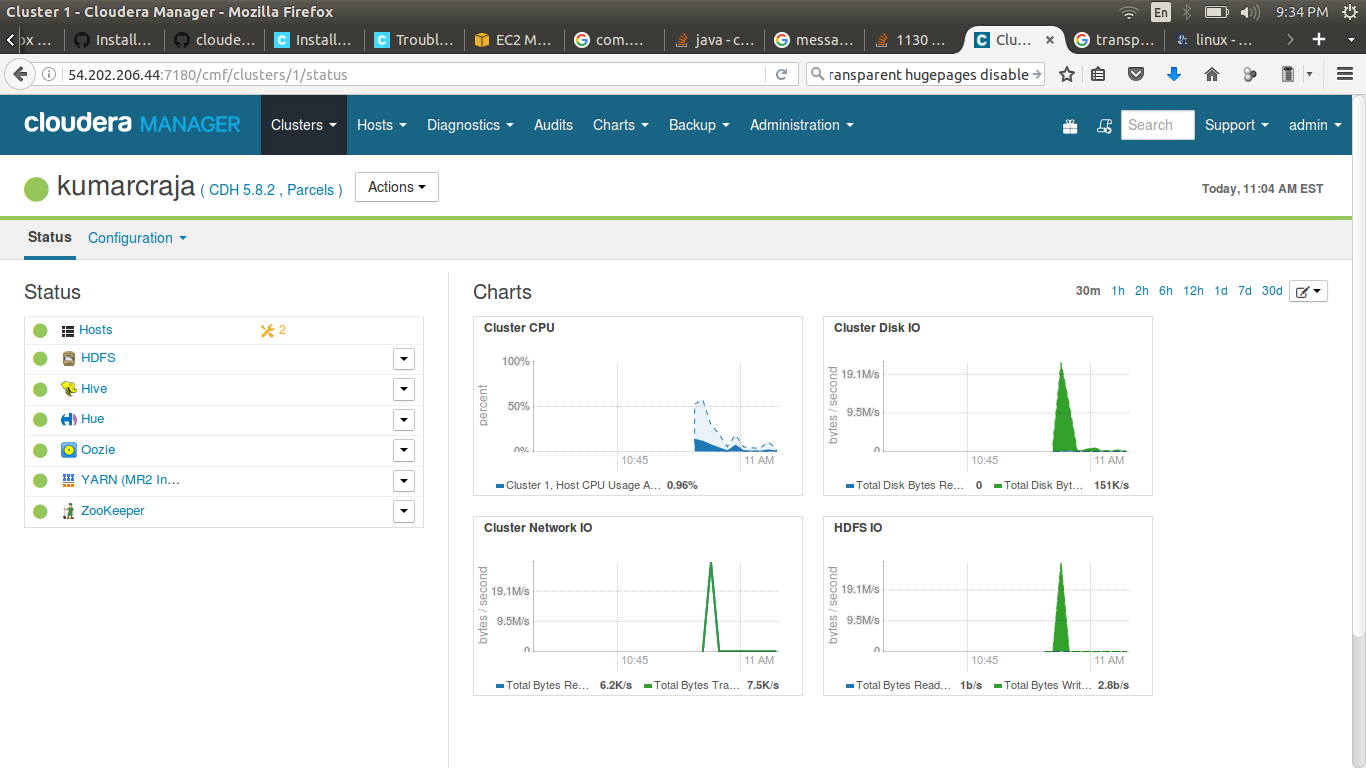 Cluster 1 - Cloudera Manager - Mozilla Firefox
En
9:34 PM
ox ...
Install...
cloude...
Install...
Troubl...
EC2 M...
com....
java - c...
messa...
1130 ...
Clu...
transp...
linux - ...
54.202.206.44:7180/cmf/clusters/1/status
ransparent hugepages disable
cloudera MANAGER
Clusters
Hosts
Diagnostics
Audits
Charts
Backup
Administration
Search
Support
admin
kumarcraja ( CDH 5.8.2 , Parcels )
Actions
Today, 11:04 AM EST
Status
Configuration
Status
Hosts
2
HDFS
Hive
Hue
Oozie
YARN (MR2 In...
ZooKeeper
Charts
30m 1h 2h 6h 12h 1d 7d 30d
Cluster CPU
percent
100%
50%
0%
10:45
11 AM
Cluster 1, Host CPU Usage A... 0.96%
Cluster Disk IO
bytes / second
19.1M/s
9.5M/s
0
10:45
11 AM
Total Disk Bytes Re... 0
Total Disk Byt... 151K/s
Cluster Network IO
bytes / second
19.1M/s
9.5M/s
0
10:45
11 AM
Total Bytes Re... 6.2K/s
Total Bytes Tra... 7.5K/s
HDFS IO
bytes / second
19.1M/s
9.5M/s
0
10:45
11 AM
Total Bytes Read... 1b/s
Total Bytes Writ... 2.8b/s